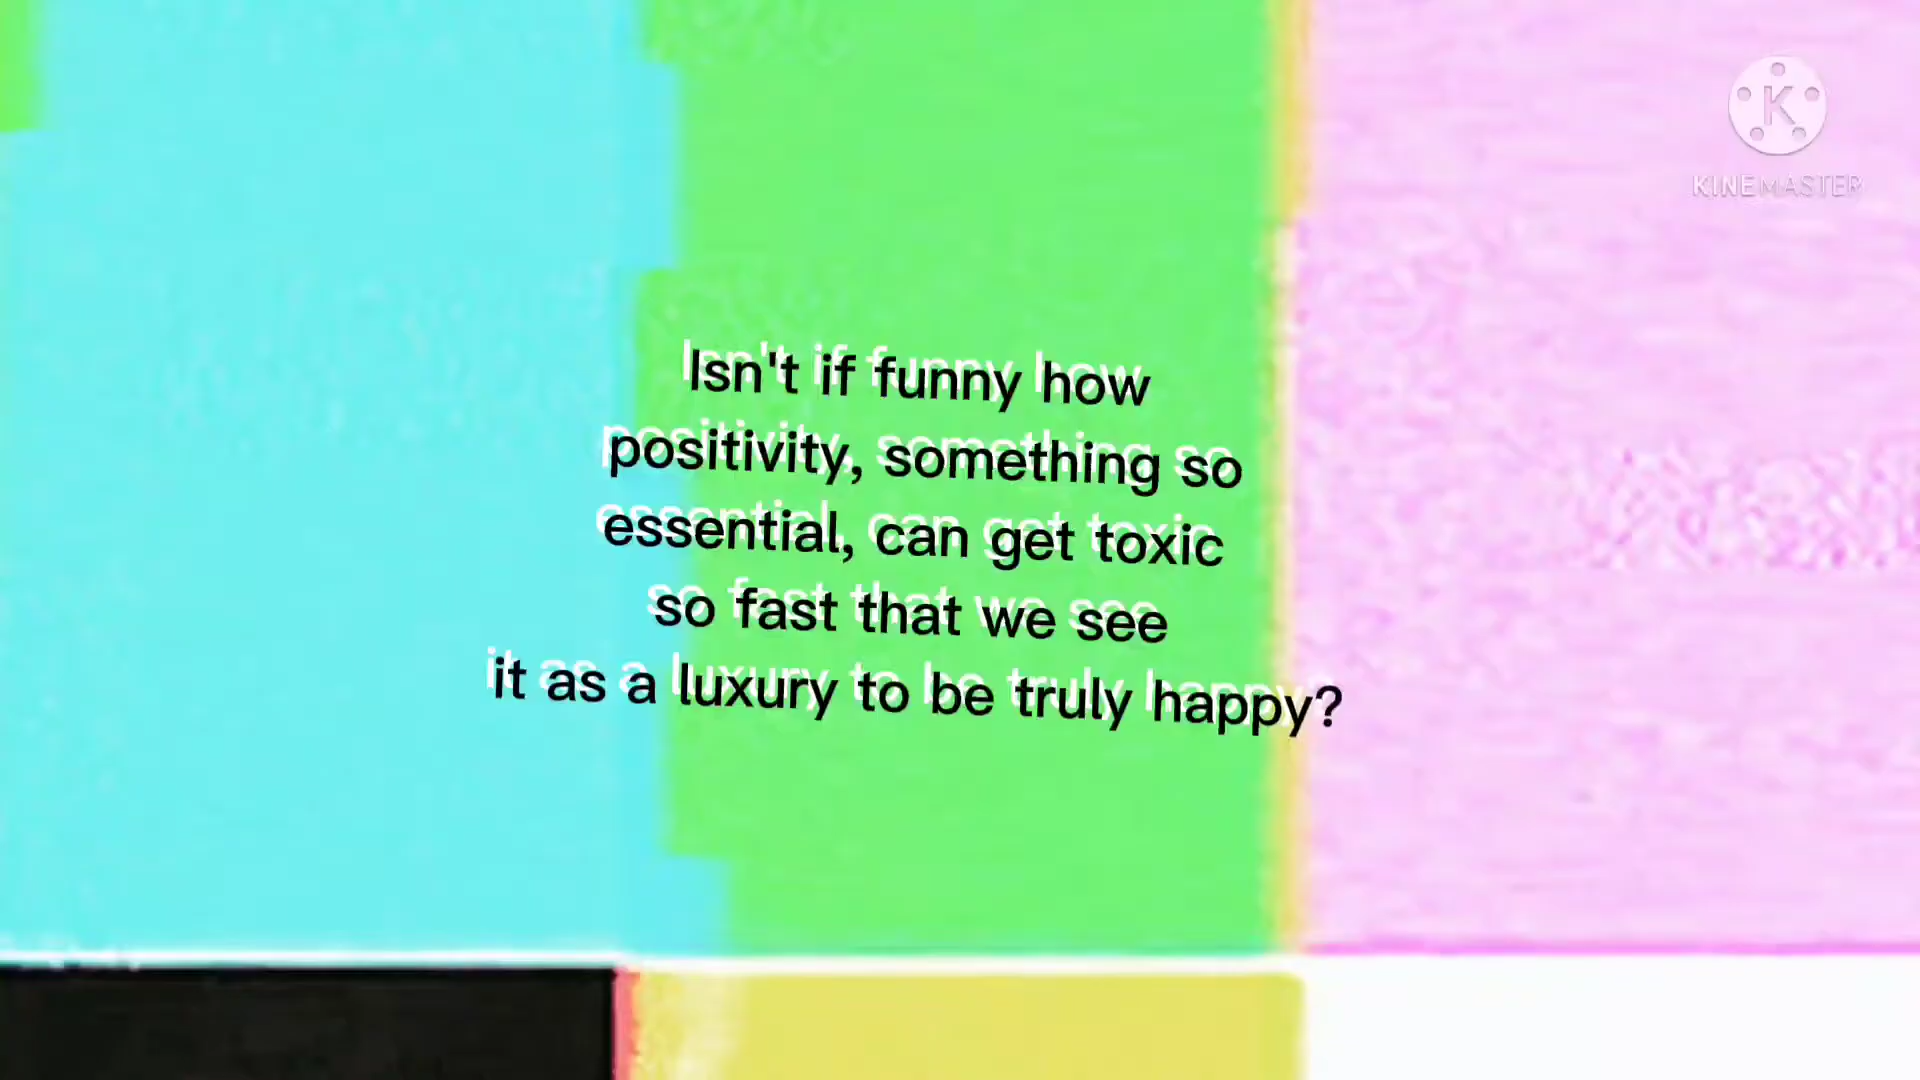 KINEMASTER
Isn't if funny how
positivity, something so
essential, can get toxic
so fast that we see
it as a luxury to be truly happy?